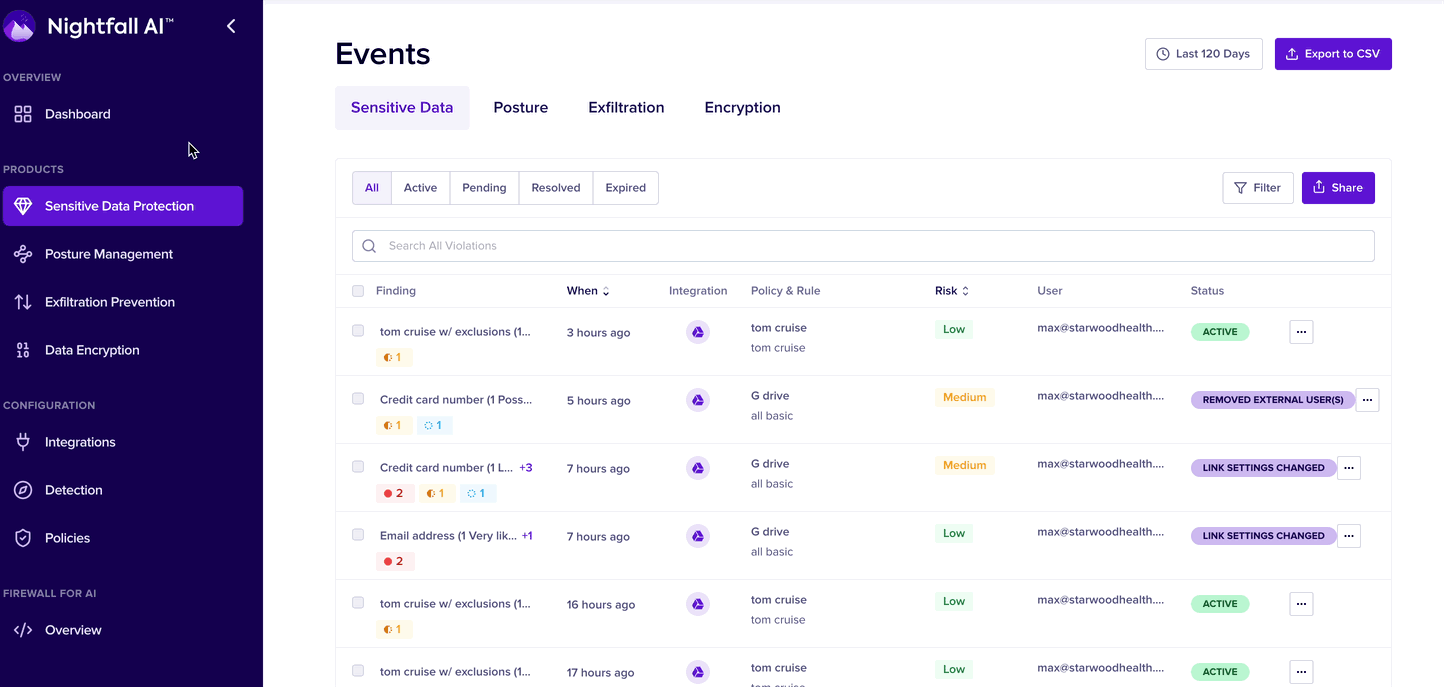 Nightfall AI™
OVERVIEW
Dashboard
PRODUCTS
Sensitive Data Protection
Posture Management
Exfiltration Prevention
Data Encryption
CONFIGURATION
Integrations
Detection
Policies
FIREWALL FOR AI
Overview
Events
Last 120 Days
Export to CSV
Sensitive Data Posture Exfiltration Encryption
All Active Pending Resolved Expired
Filter
Share
Search All Violations
Finding When Integration Policy & Rule Risk User Status
tom cruise w/ exclusions (1... 3 hours ago tom cruise Low max@starwoodhealth.... ACTIVE ...
tom cruise
1
Credit card number (1 Poss... 5 hours ago G drive Medium max@starwoodhealth.... REMOVED EXTERNAL USER(S) ...
all basic
1 1
Credit card number (1 L... +3 7 hours ago G drive Medium max@starwoodhealth.... LINK SETTINGS CHANGED ...
all basic
2 1 1
Email address (1 Very lik... +1 7 hours ago G drive Low max@starwoodhealth.... LINK SETTINGS CHANGED ...
all basic
2
tom cruise w/ exclusions (1... 16 hours ago tom cruise Low max@starwoodhealth.... ACTIVE ...
tom cruise
1
tom cruise w/ exclusions (1... 17 hours ago tom cruise Low max@starwoodhealth.... ACTIVE ...
tom cruise